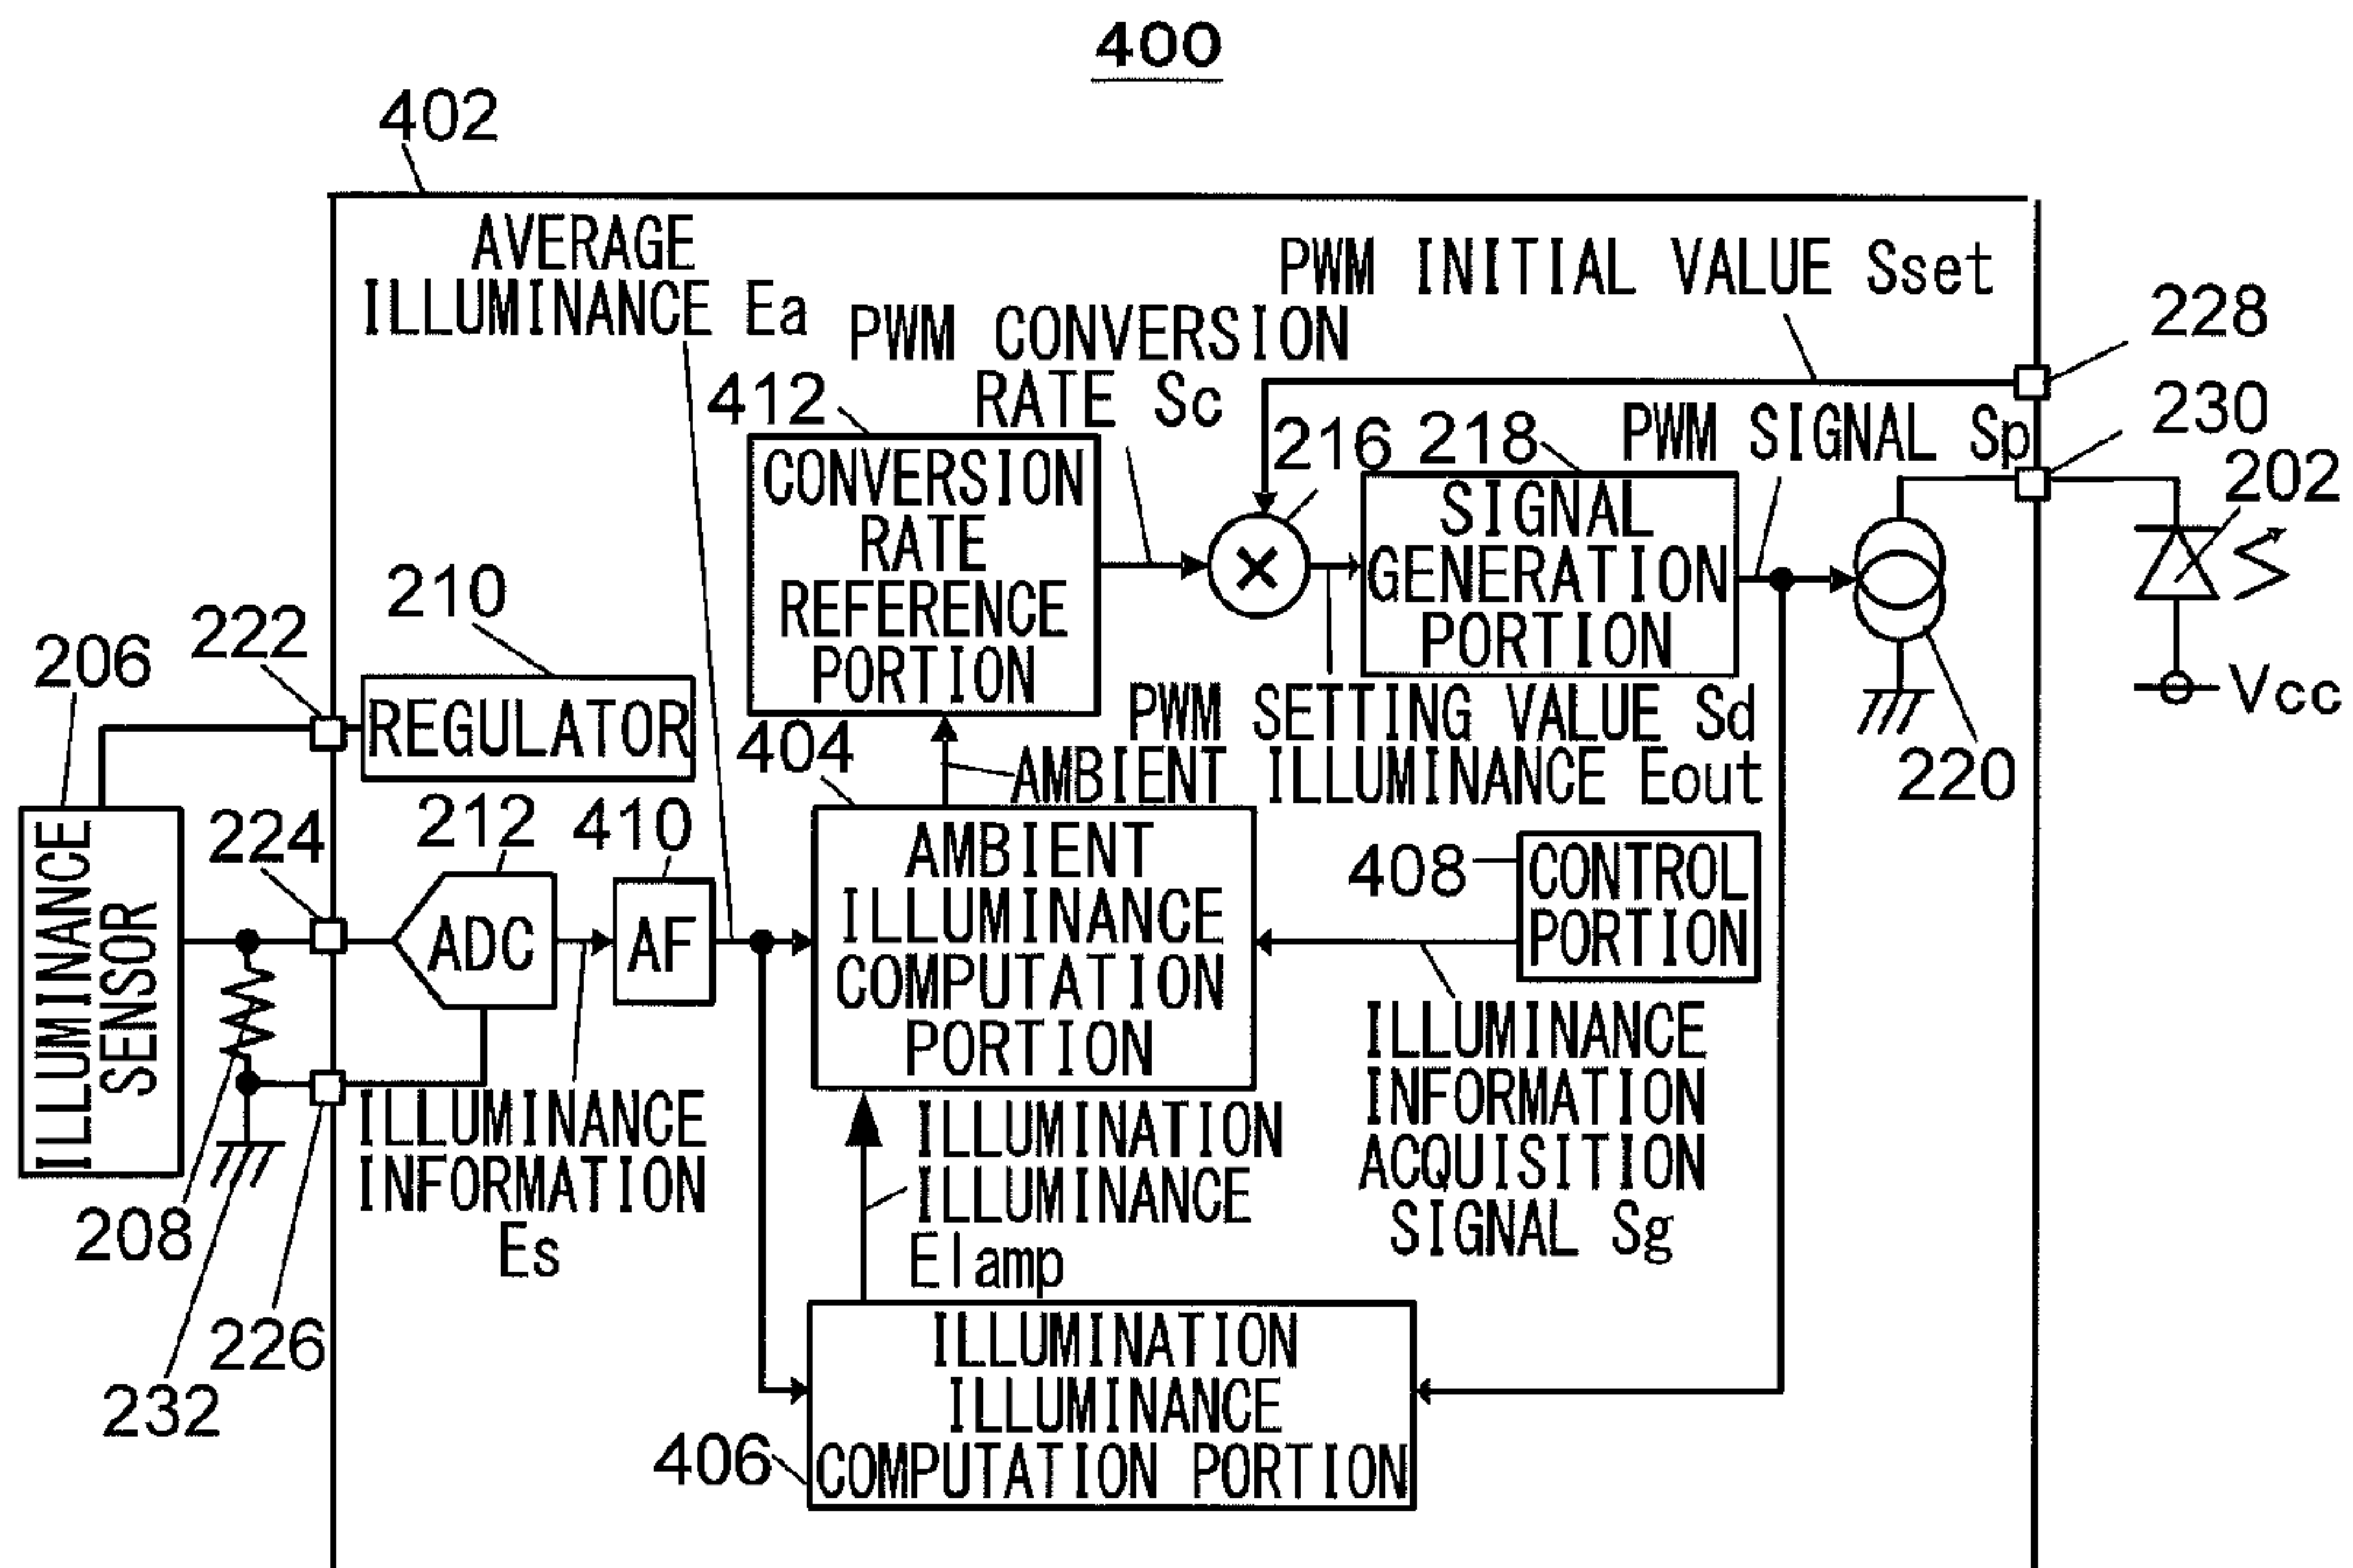 400
402
AVERAGE
ILLUMINANCE Ea
PWM INITIAL VALUE Sset
228
PWM CONVERSION
RATE Sc
412
230
216
218
PWM SIGNAL Sp
202
CONVERSION
RATE
REFERENCE
PORTION
×
SIGNAL
GENERATION
PORTION
210
222
206
REGULATOR
Vcc
PWM SETTING VALUE Sd
404
AMBIENT ILLUMINANCE Eout
220
212
410
224
ILLUMINANCE
SENSOR
ADC
AF
AMBIENT
ILLUMINANCE
COMPUTATION
PORTION
408
CONTROL
PORTION
ILLUMINANCE
INFORMATION
ACQUISITION
SIGNAL Sg
ILLUMINANCE
INFORMATION
Es
ILLUMINATION
ILLUMINANCE
Elamp
208
226
232
ILLUMINATION
ILLUMINANCE
COMPUTATION PORTION
406